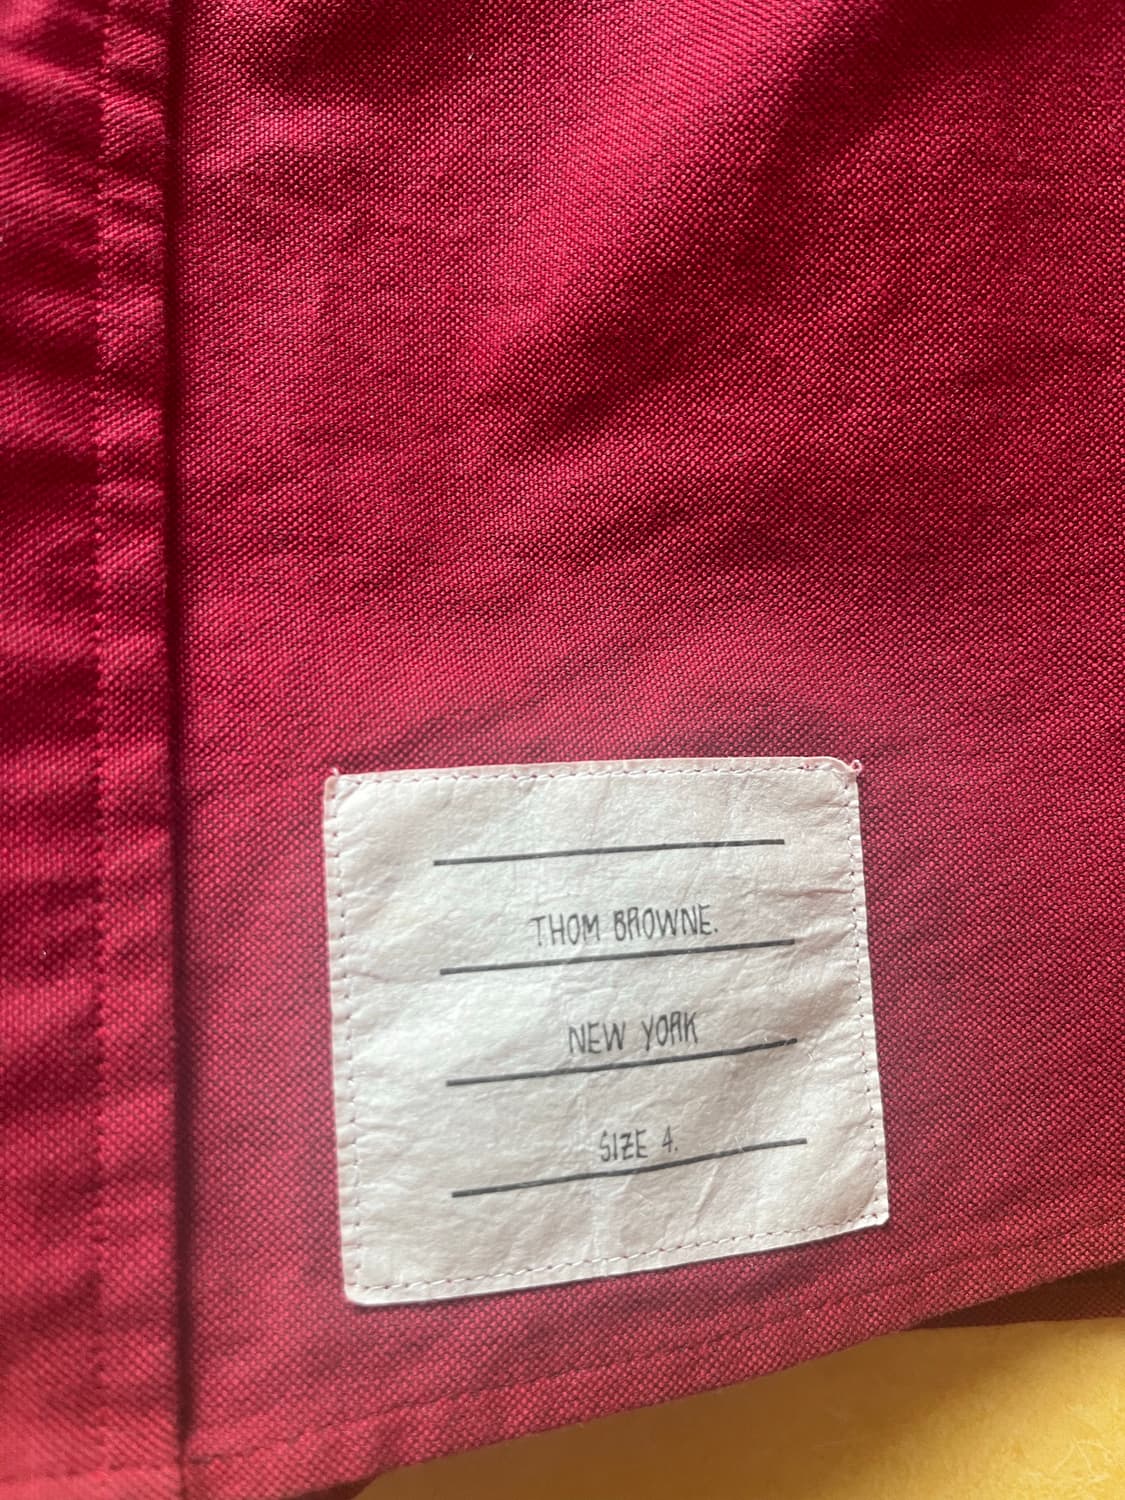 THOM BROWNE.
NEW YORK
SIZE 4.